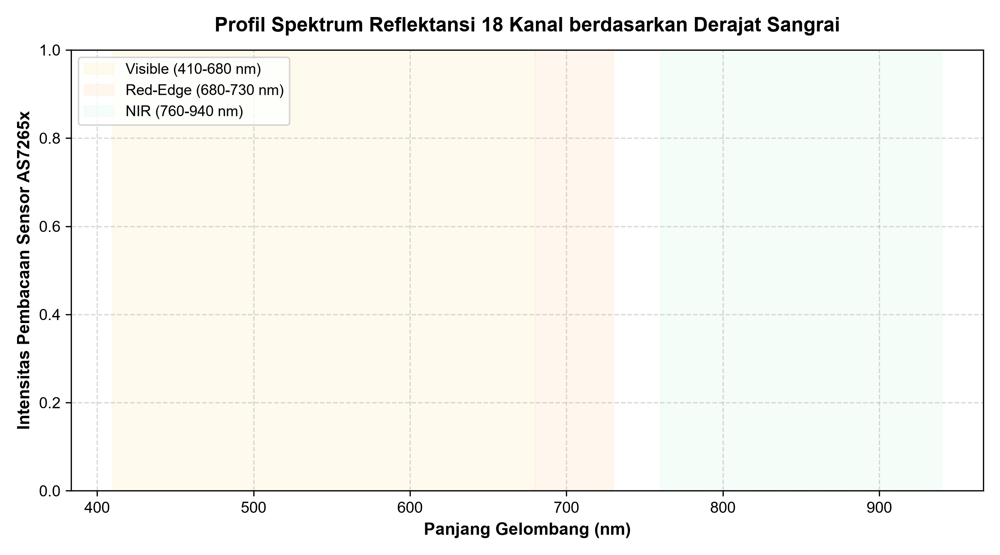 Profil Spektrum Reflektansi 18 Kanal berdasarkan Derajat Sangrai
Intensitas Pembacaan Sensor AS7265x
1.0
0.8
0.6
0.4
0.2
0.0
Visible (410-680 nm)
Red-Edge (680-730 nm)
NIR (760-940 nm)
400 500 600 700 800 900
Panjang Gelombang (nm)